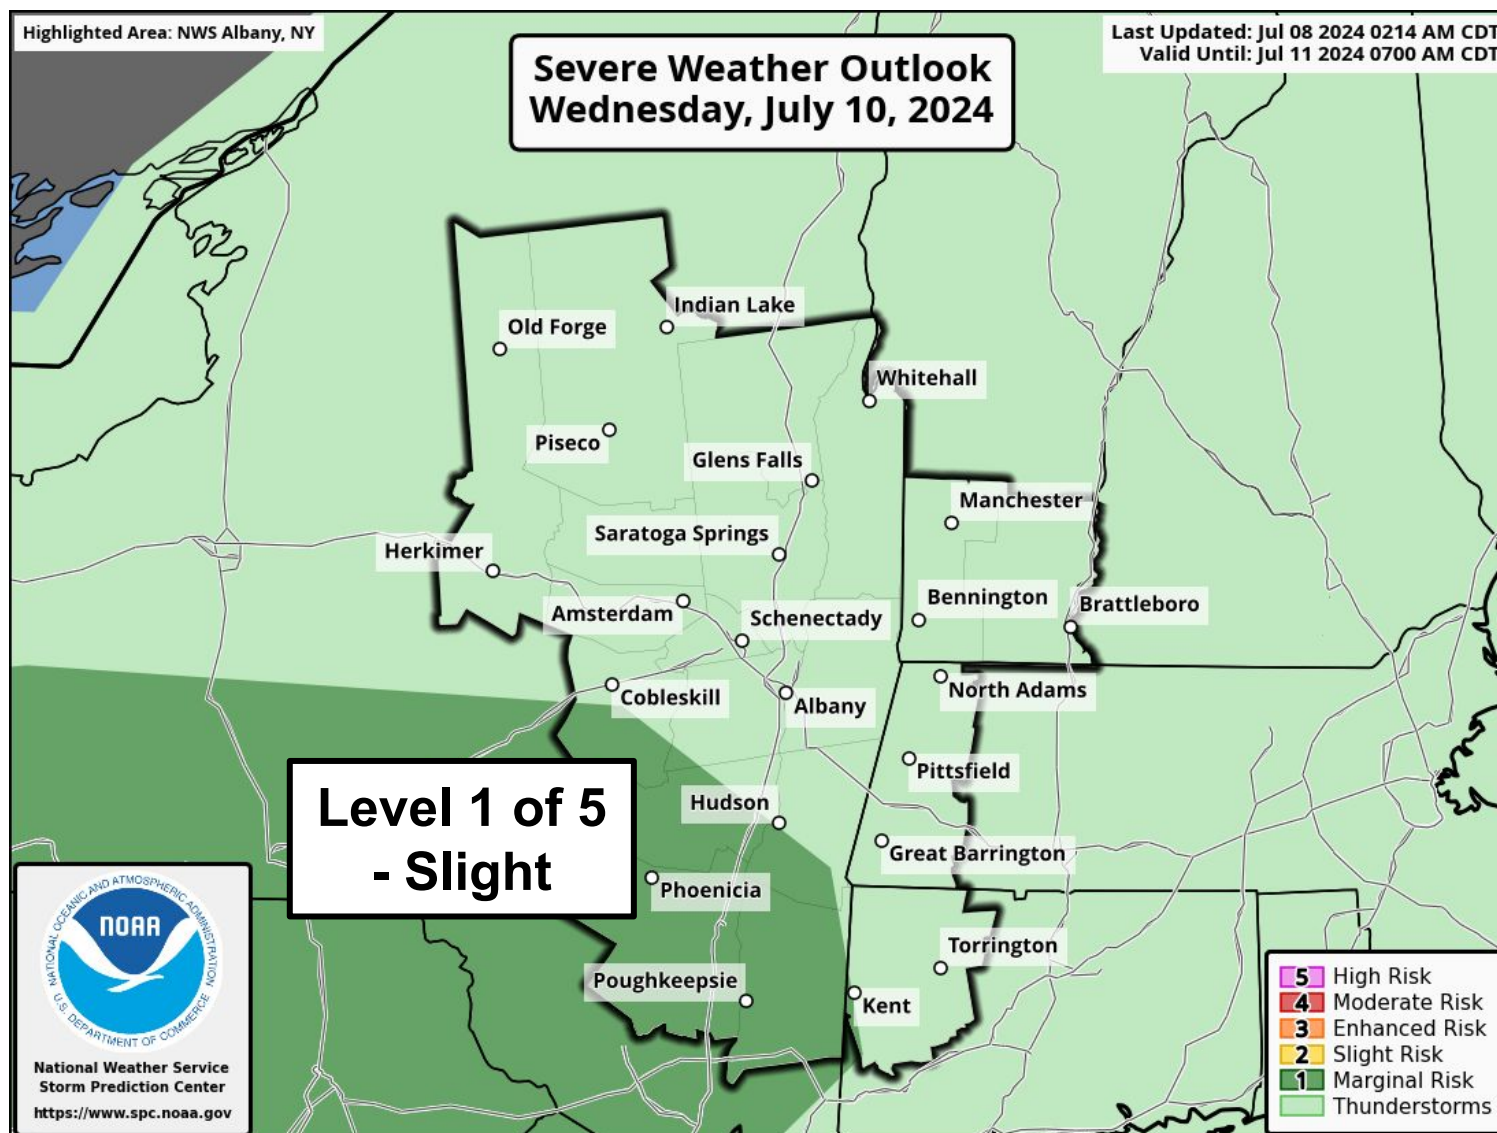 Highlighted Area: NWS Albany, NY
Last Updated: Jul 08 2024 0214 AM CDT
Valid Until: Jul 11 2024 0700 AM CDT
Severe Weather Outlook
Wednesday, July 10, 2024
Indian Lake
Old Forge
Whitehall
Piseco
Glens Falls
Manchester
Saratoga Springs
Herkimer
Bennington
Brattleboro
Amsterdam
Schenectady
North Adams
Cobleskill
Albany
Pittsfield
Level 1 of 5
- Slight
Hudson
Great Barrington
Phoenicia
Torrington
Poughkeepsie
Kent
NATIONAL OCEANIC AND ATMOSPHERIC ADMINISTRATION
NOAA
U.S. DEPARTMENT OF COMMERCE
National Weather Service
Storm Prediction Center
https://www.spc.noaa.gov
5 High Risk
4 Moderate Risk
3 Enhanced Risk
2 Slight Risk
1 Marginal Risk
Thunderstorms